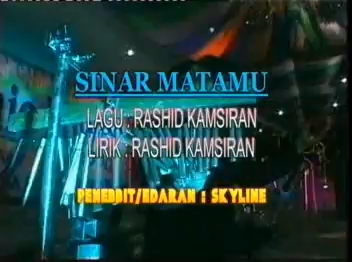 SINAR MATAMU
LAGU : RASHID KAMSIRAN
LIRIK : RASHID KAMSIRAN
PENERBIT/EDARAN : SKYLINE